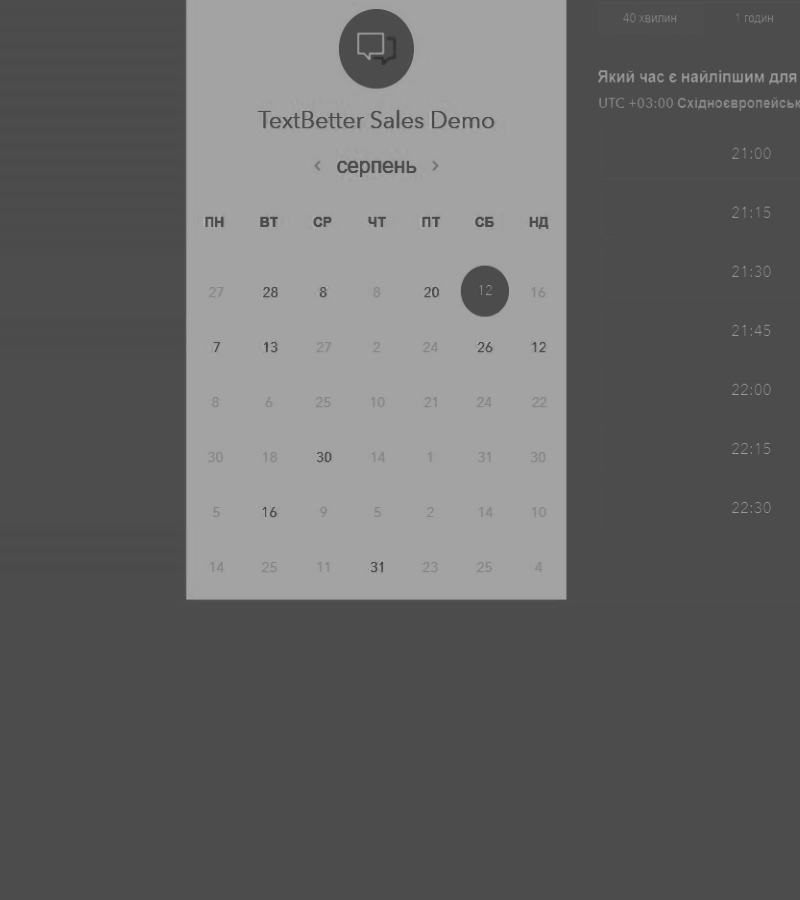 TextBetter Sales Demo
серпень
ПН ВТ СР ЧТ ПТ СБ НД
27 28 8 8 20 12 16
7 13 27 2 24 26 12
8 6 25 10 21 24 22
30 18 30 14 1 31 30
5 16 9 5 2 14 10
14 25 11 31 23 25 4
40 хвилин 1 годин
Який час є найліпшим для
UTC +03:00 Східноєвропейськ
21:00
21:15
21:30
21:45
22:00
22:15
22:30